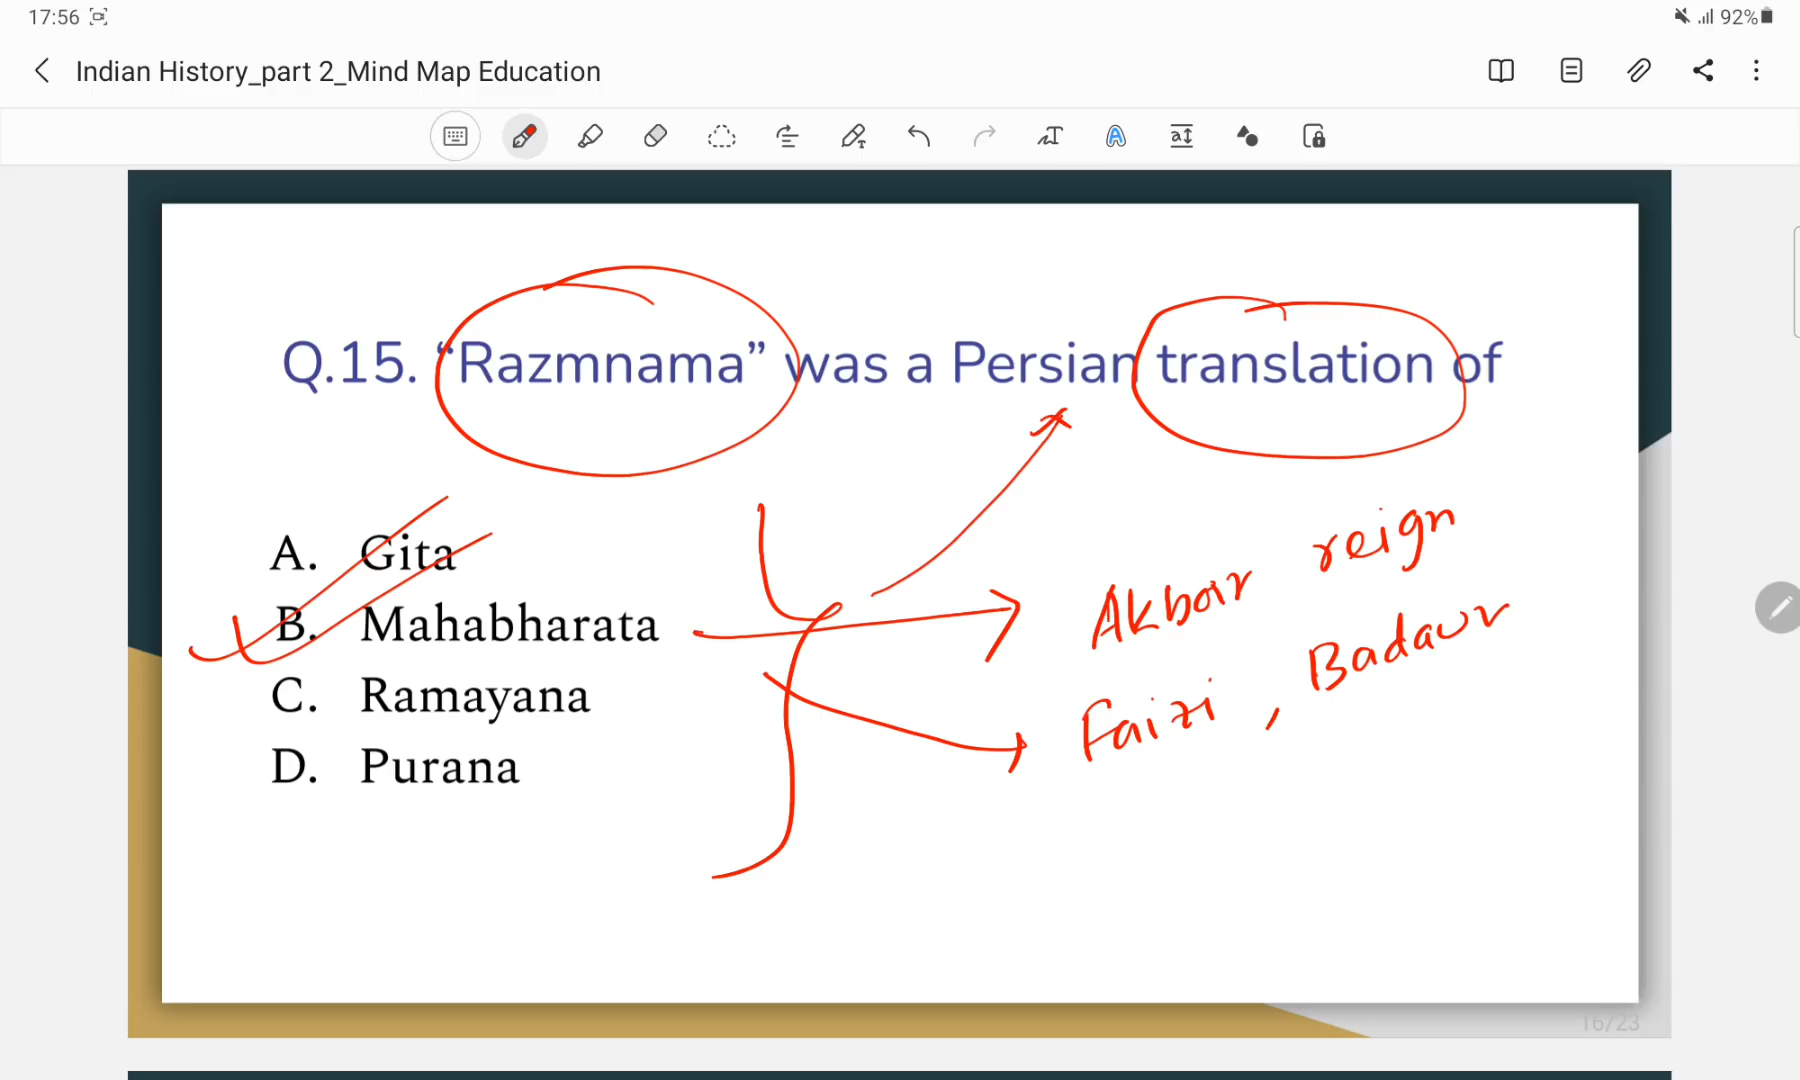 17:56
92%
Indian History_part 2_Mind Map Education
Q.15. “Razmnama” was a Persian translation of
A. Gita
B. Mahabharata
C. Ramayana
D. Purana
Akbar reign
Faizi, Badaur
16/23